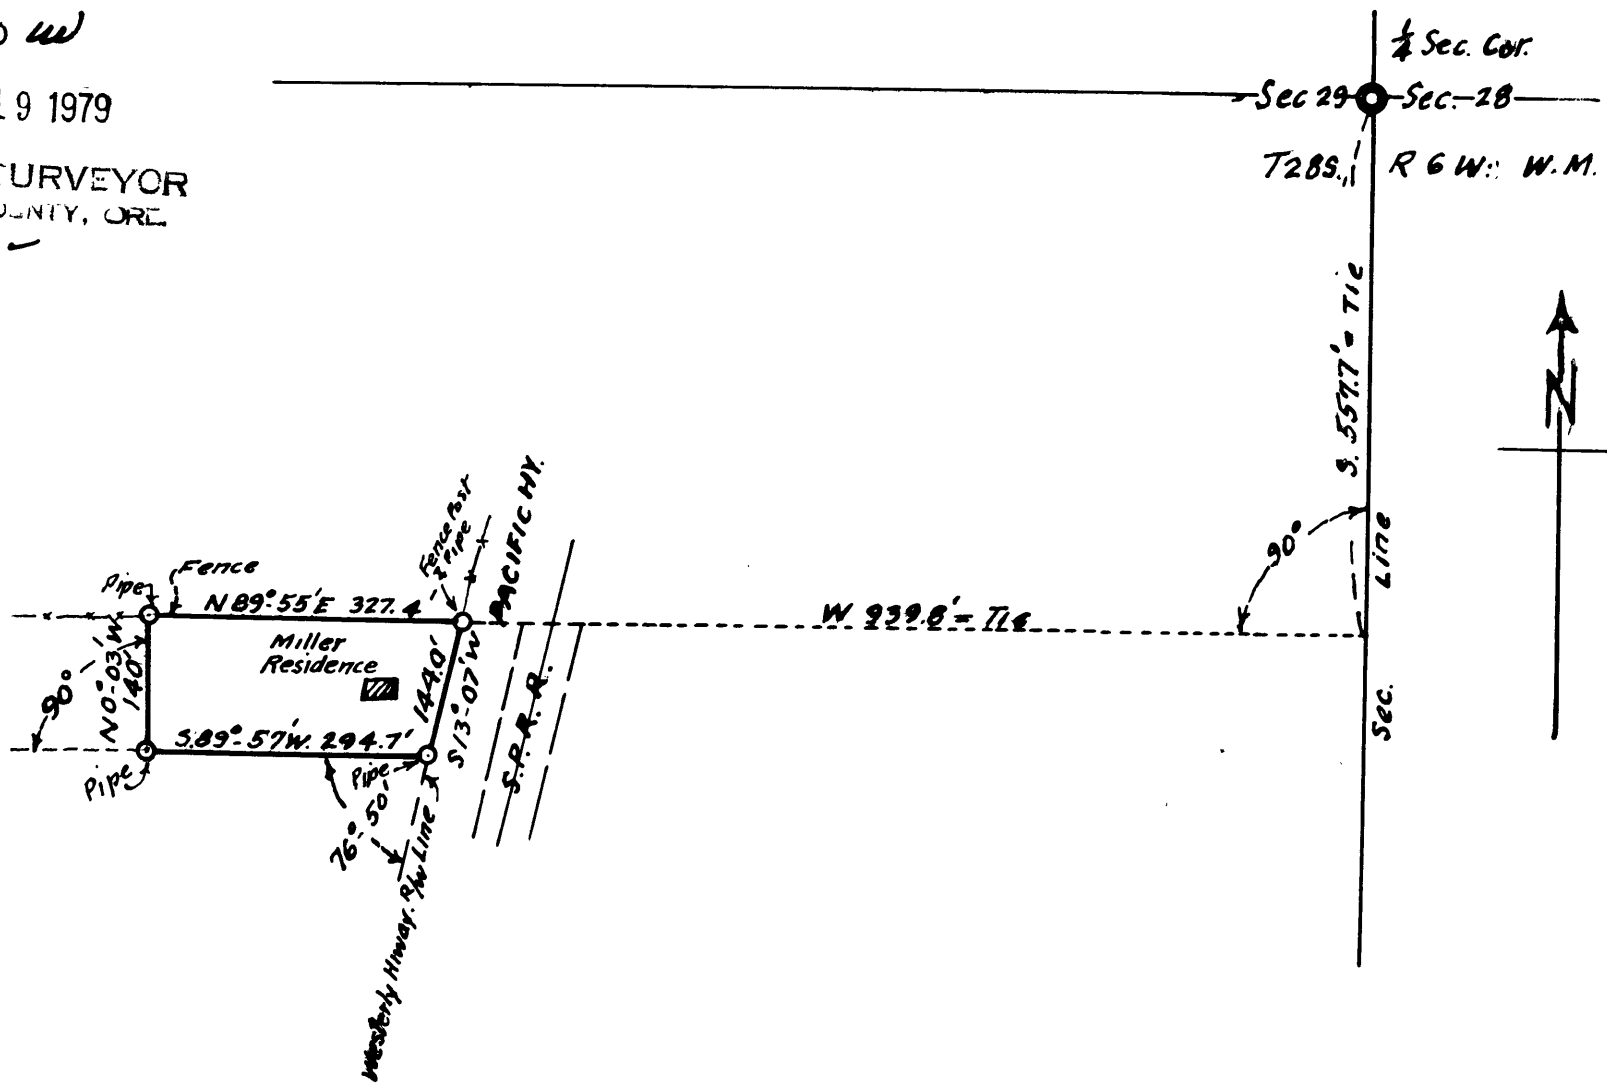 9 1979
¼ Sec. Cor.
Sec 29
Sec. 28
T28S.
R 6 W. W.M.
S. 557.7' = TIE
N
90°
Line
Sec.
W 939.8' = TIE
PACIFIC HY.
Fence Post
& Pipe
Pipe
Fence
N 89°-55'E 327.4'
Miller
Residence
N 0°-03'W
140'
90°
144.0'
S 13°-07'W
S.P.R.R.
S.89°-57'W. 294.7'
Pipe
Pipe
76°-50'
Westerly Hiway. R/W Line